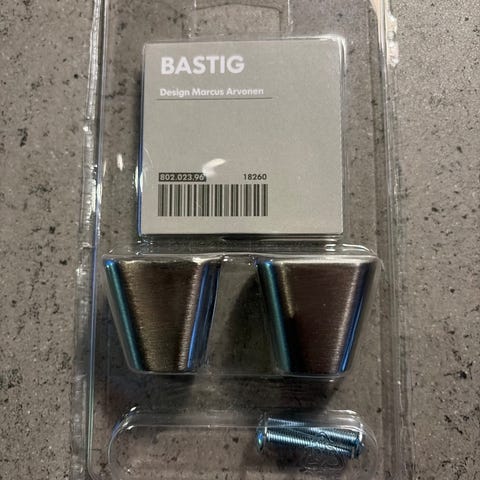 BASTIG
Design Marcus Arvonen
802.023.96 18260